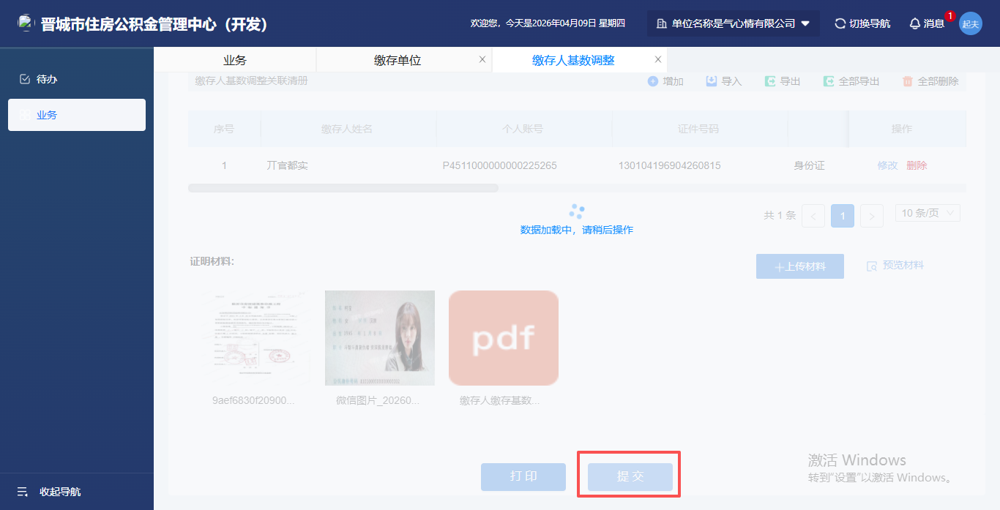 晋城市住房公积金管理中心（开发）
欢迎您，今天是2026年04月09日 星期四
单位名称是气心情有限公司
切换导航
消息
1
起夫
待办
业务
收起导航
业务
缴存单位
缴存人基数调整
缴存人基数调整关联清册
增加
导入
导出
全部导出
全部删除
序号 缴存人姓名 个人账号 证件号码 操作
1 丌官都实 P4511000000000225265 130104196904260815 身份证 修改 删除
数据加载中，请稍后操作
共 1 条
1
10 条/页
证明材料：
上传材料
预览材料
pdf
9aef6830f20900...
微信图片_20260...
缴存人缴存基数...
打 印
提 交
激活 Windows
转到"设置"以激活 Windows。